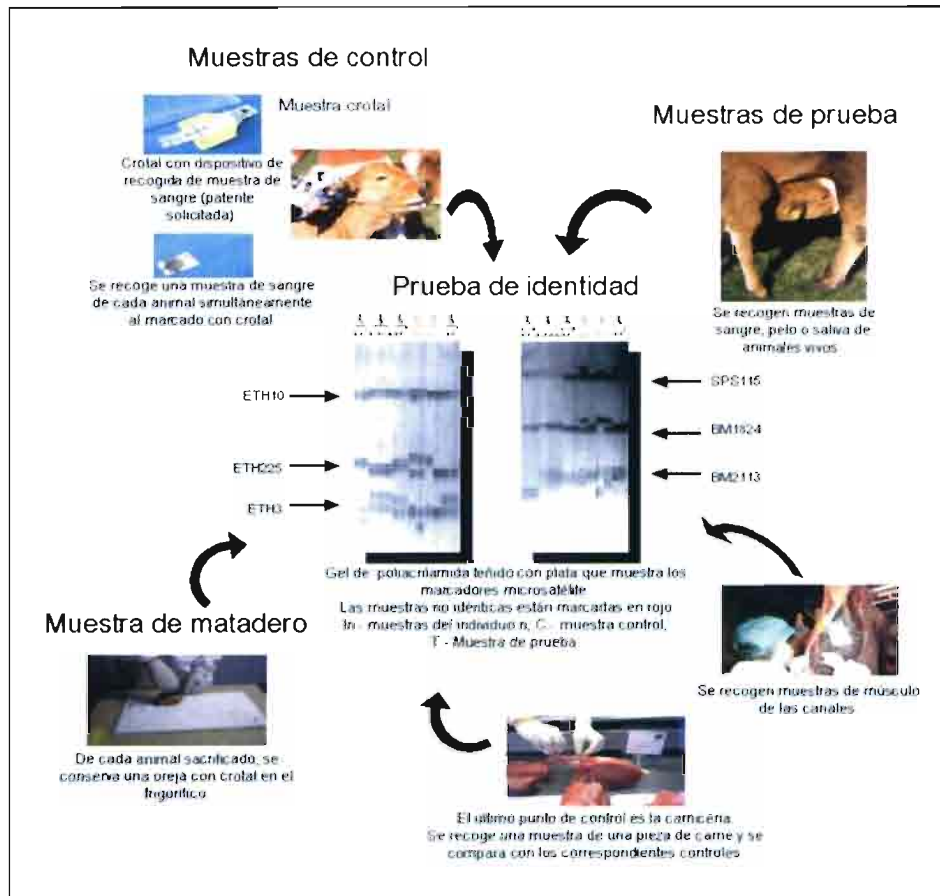 Muestras de control
Muestra crotal
Crotal con dispositivo de
recogida de muestra de
sangre (patente
solicitada)
Se recoge una muestra de sangre
de cada animal simultáneamente
al marcado con crotal
Muestras de prueba
Se recogen muestras de
sangre, pelo o saliva de
animales vivos
Prueba de identidad
ETH10
ETH225
ETH3
SPS115
BM1824
BM2113
Gel de poliacrilamida teñido con plata que muestra los
marcadores microsatélite
Las muestras no idénticas están marcadas en rojo
In - muestras del individuo n, C - muestra control,
T - Muestra de prueba
Muestra de matadero
De cada animal sacrificado, se
conserva una oreja con crotal en el
frigorífico
Se recogen muestras de músculo
de las canales
El último punto de control es la carnicería.
Se recoge una muestra de una pieza de carne y se
compara con los correspondientes controles